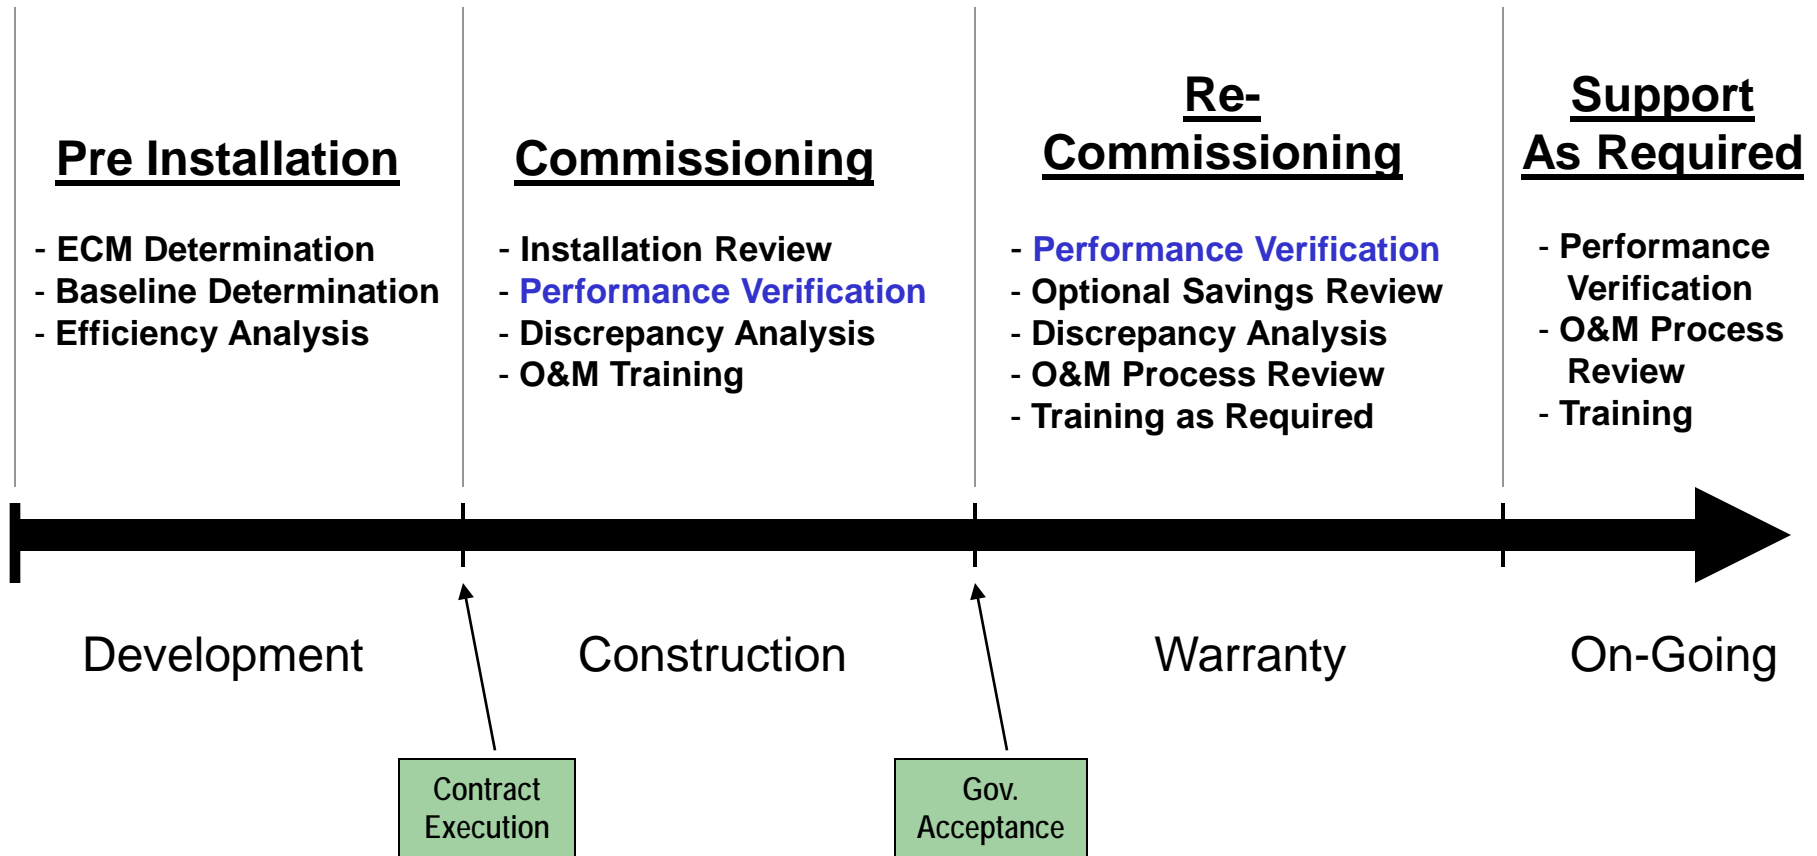 Pre Installation
- ECM Determination
- Baseline Determination
- Efficiency Analysis
Commissioning
- Installation Review
- Performance Verification
- Discrepancy Analysis
- O&M Training
Re-
Commissioning
- Performance Verification
- Optional Savings Review
- Discrepancy Analysis
- O&M Process Review
- Training as Required
Support
As Required
- Performance
Verification
- O&M Process
Review
- Training
Development
Construction
Warranty
On-Going
Contract
Execution
Gov.
Acceptance